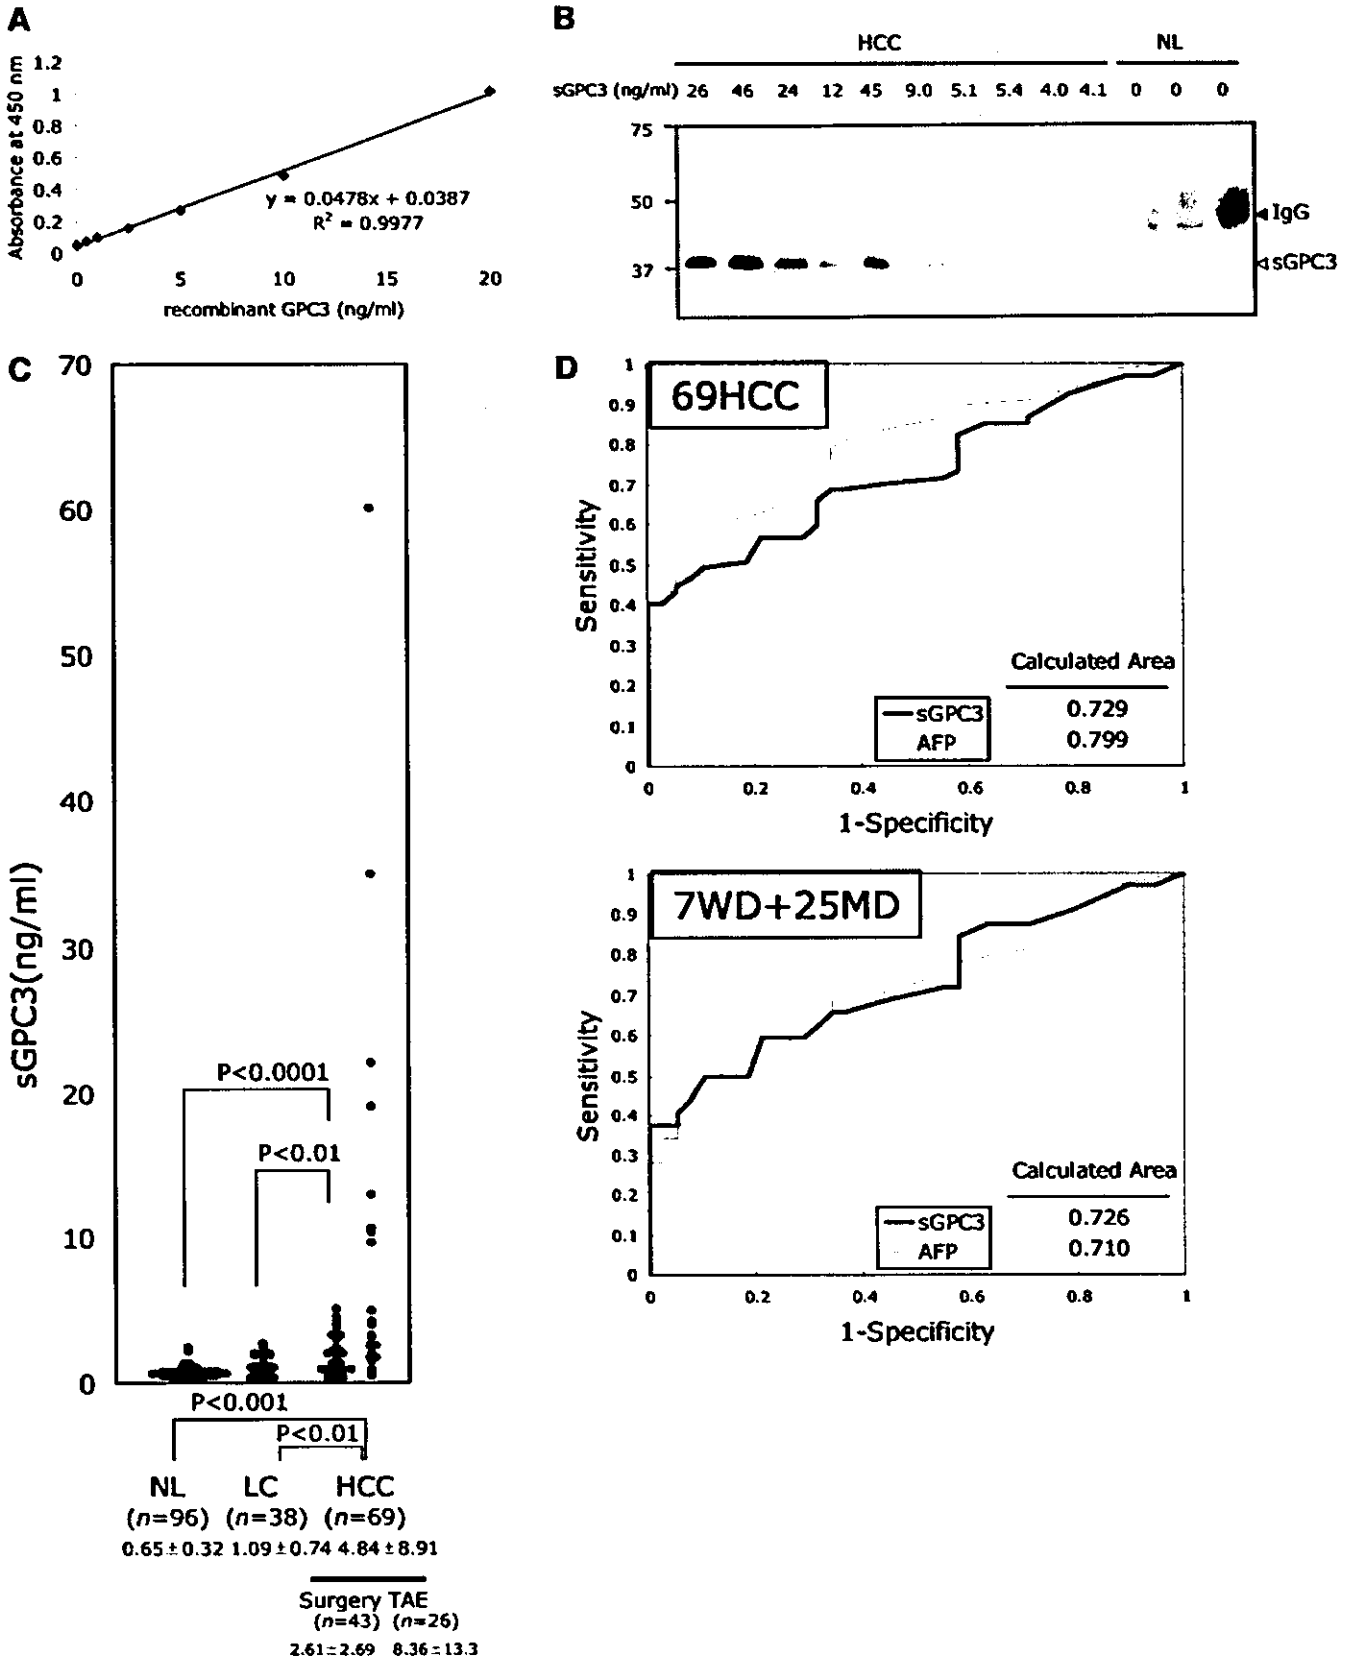 A
Absorbance at 450 nm
1.2
1
0.8
0.6
0.4
0.2
0
y = 0.0478x + 0.0387
R² = 0.9977
0 5 10 15 20
recombinant GPC3 (ng/ml)
B
HCC NL
sGPC3 (ng/ml) 26 46 24 12 45 9.0 5.1 5.4 4.0 4.1 0 0 0
75
50
37
IgG
sGPC3
C
sGPC3(ng/ml)
70
60
50
40
30
20
10
0
P<0.0001
P<0.01
P<0.001
P<0.01
NL LC HCC
(n=96) (n=38) (n=69)
0.65±0.32 1.09±0.74 4.84±8.91
Surgery TAE
(n=43) (n=26)
2.61±2.69 8.36±13.3
D
69HCC
Sensitivity
1
0.9
0.8
0.7
0.6
0.5
0.4
0.3
0.2
0.1
0
Calculated Area
sGPC3 0.729
AFP 0.799
0 0.2 0.4 0.6 0.8 1
1-Specificity
7WD+25MD
Sensitivity
1
0.9
0.8
0.7
0.6
0.5
0.4
0.3
0.2
0.1
0
Calculated Area
sGPC3 0.726
AFP 0.710
0 0.2 0.4 0.6 0.8 1
1-Specificity